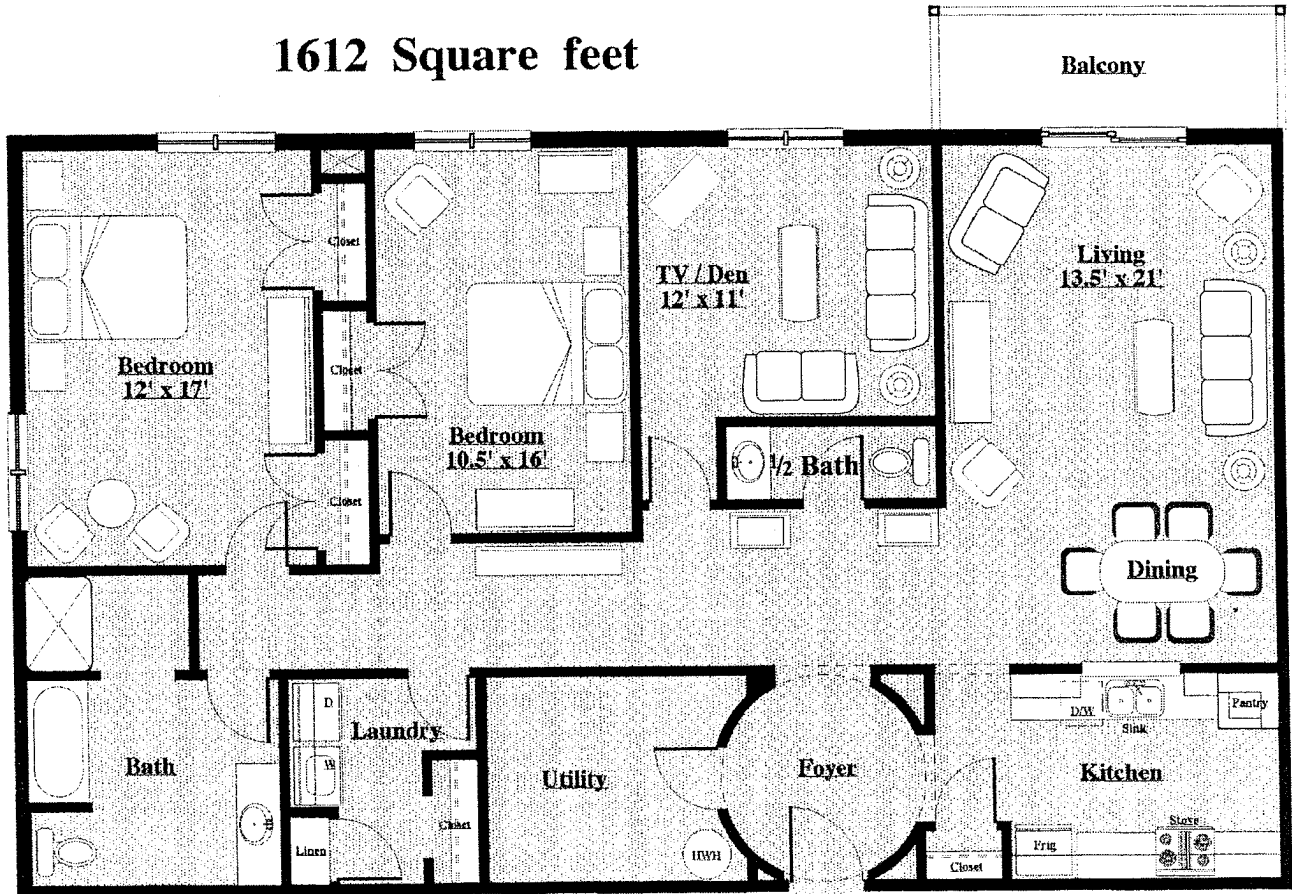 1612 Square feet
Balcony
Closet
TV / Den
12' x 11'
Living
13.5' x 21'
Bedroom
12' x 17'
Closet
Bedroom
10.5' x 16'
1/2 Bath
Closet
Dining
D
Laundry
W
Bath
Utility
Foyer
D/W
Sink
Pantry
Kitchen
Stove
Linen
Closet
HWH
Closet
Frig